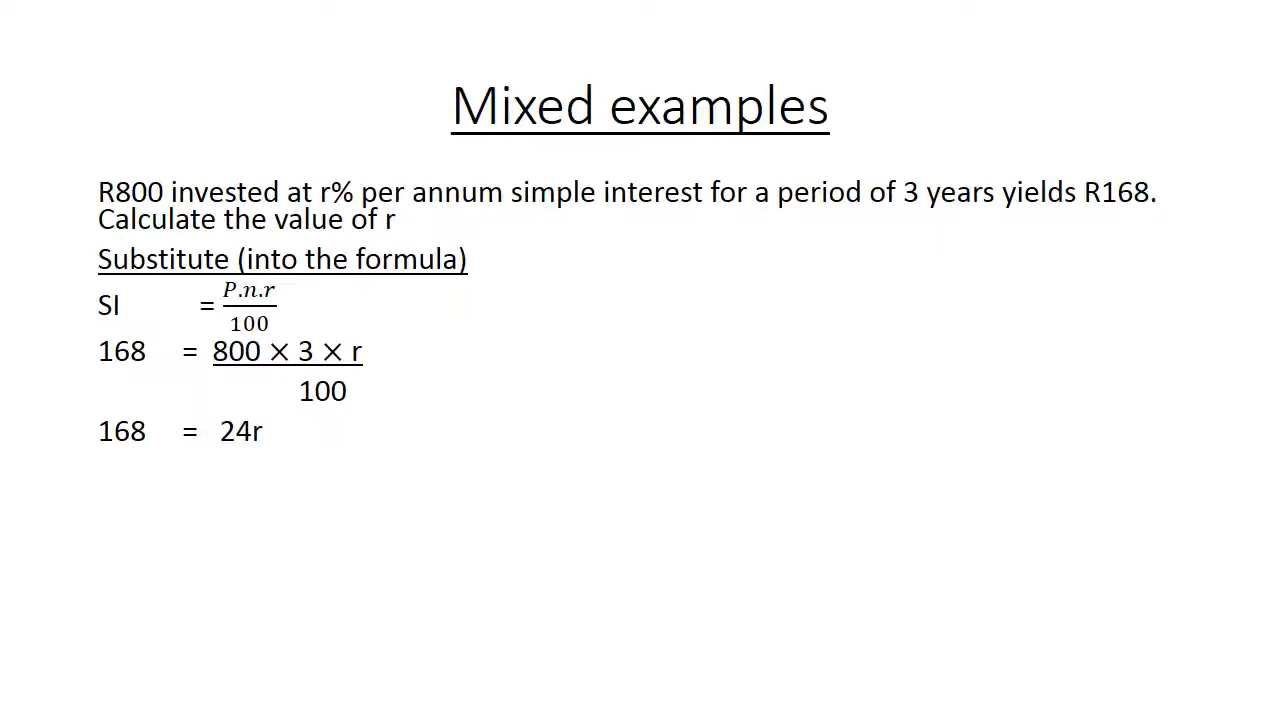 Mixed examples
R800 invested at r% per annum simple interest for a period of 3 years yields R168.
Calculate the value of r
Substitute (into the formula)
SI = P.n.r
100
168 = 800 × 3 × r
100
168 = 24r